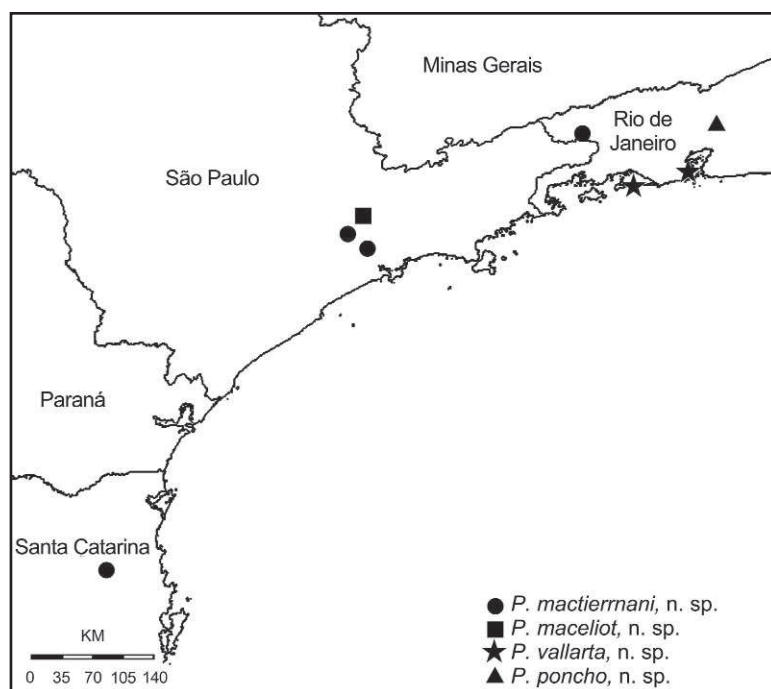 Minas Gerais
Rio de
Janeiro
São Paulo
Paraná
Santa Catarina
KM
0 35 70 105 140
P. mactierrnani, n. sp.
P. maceliot, n. sp.
P. vallarta, n. sp.
P. poncho, n. sp.